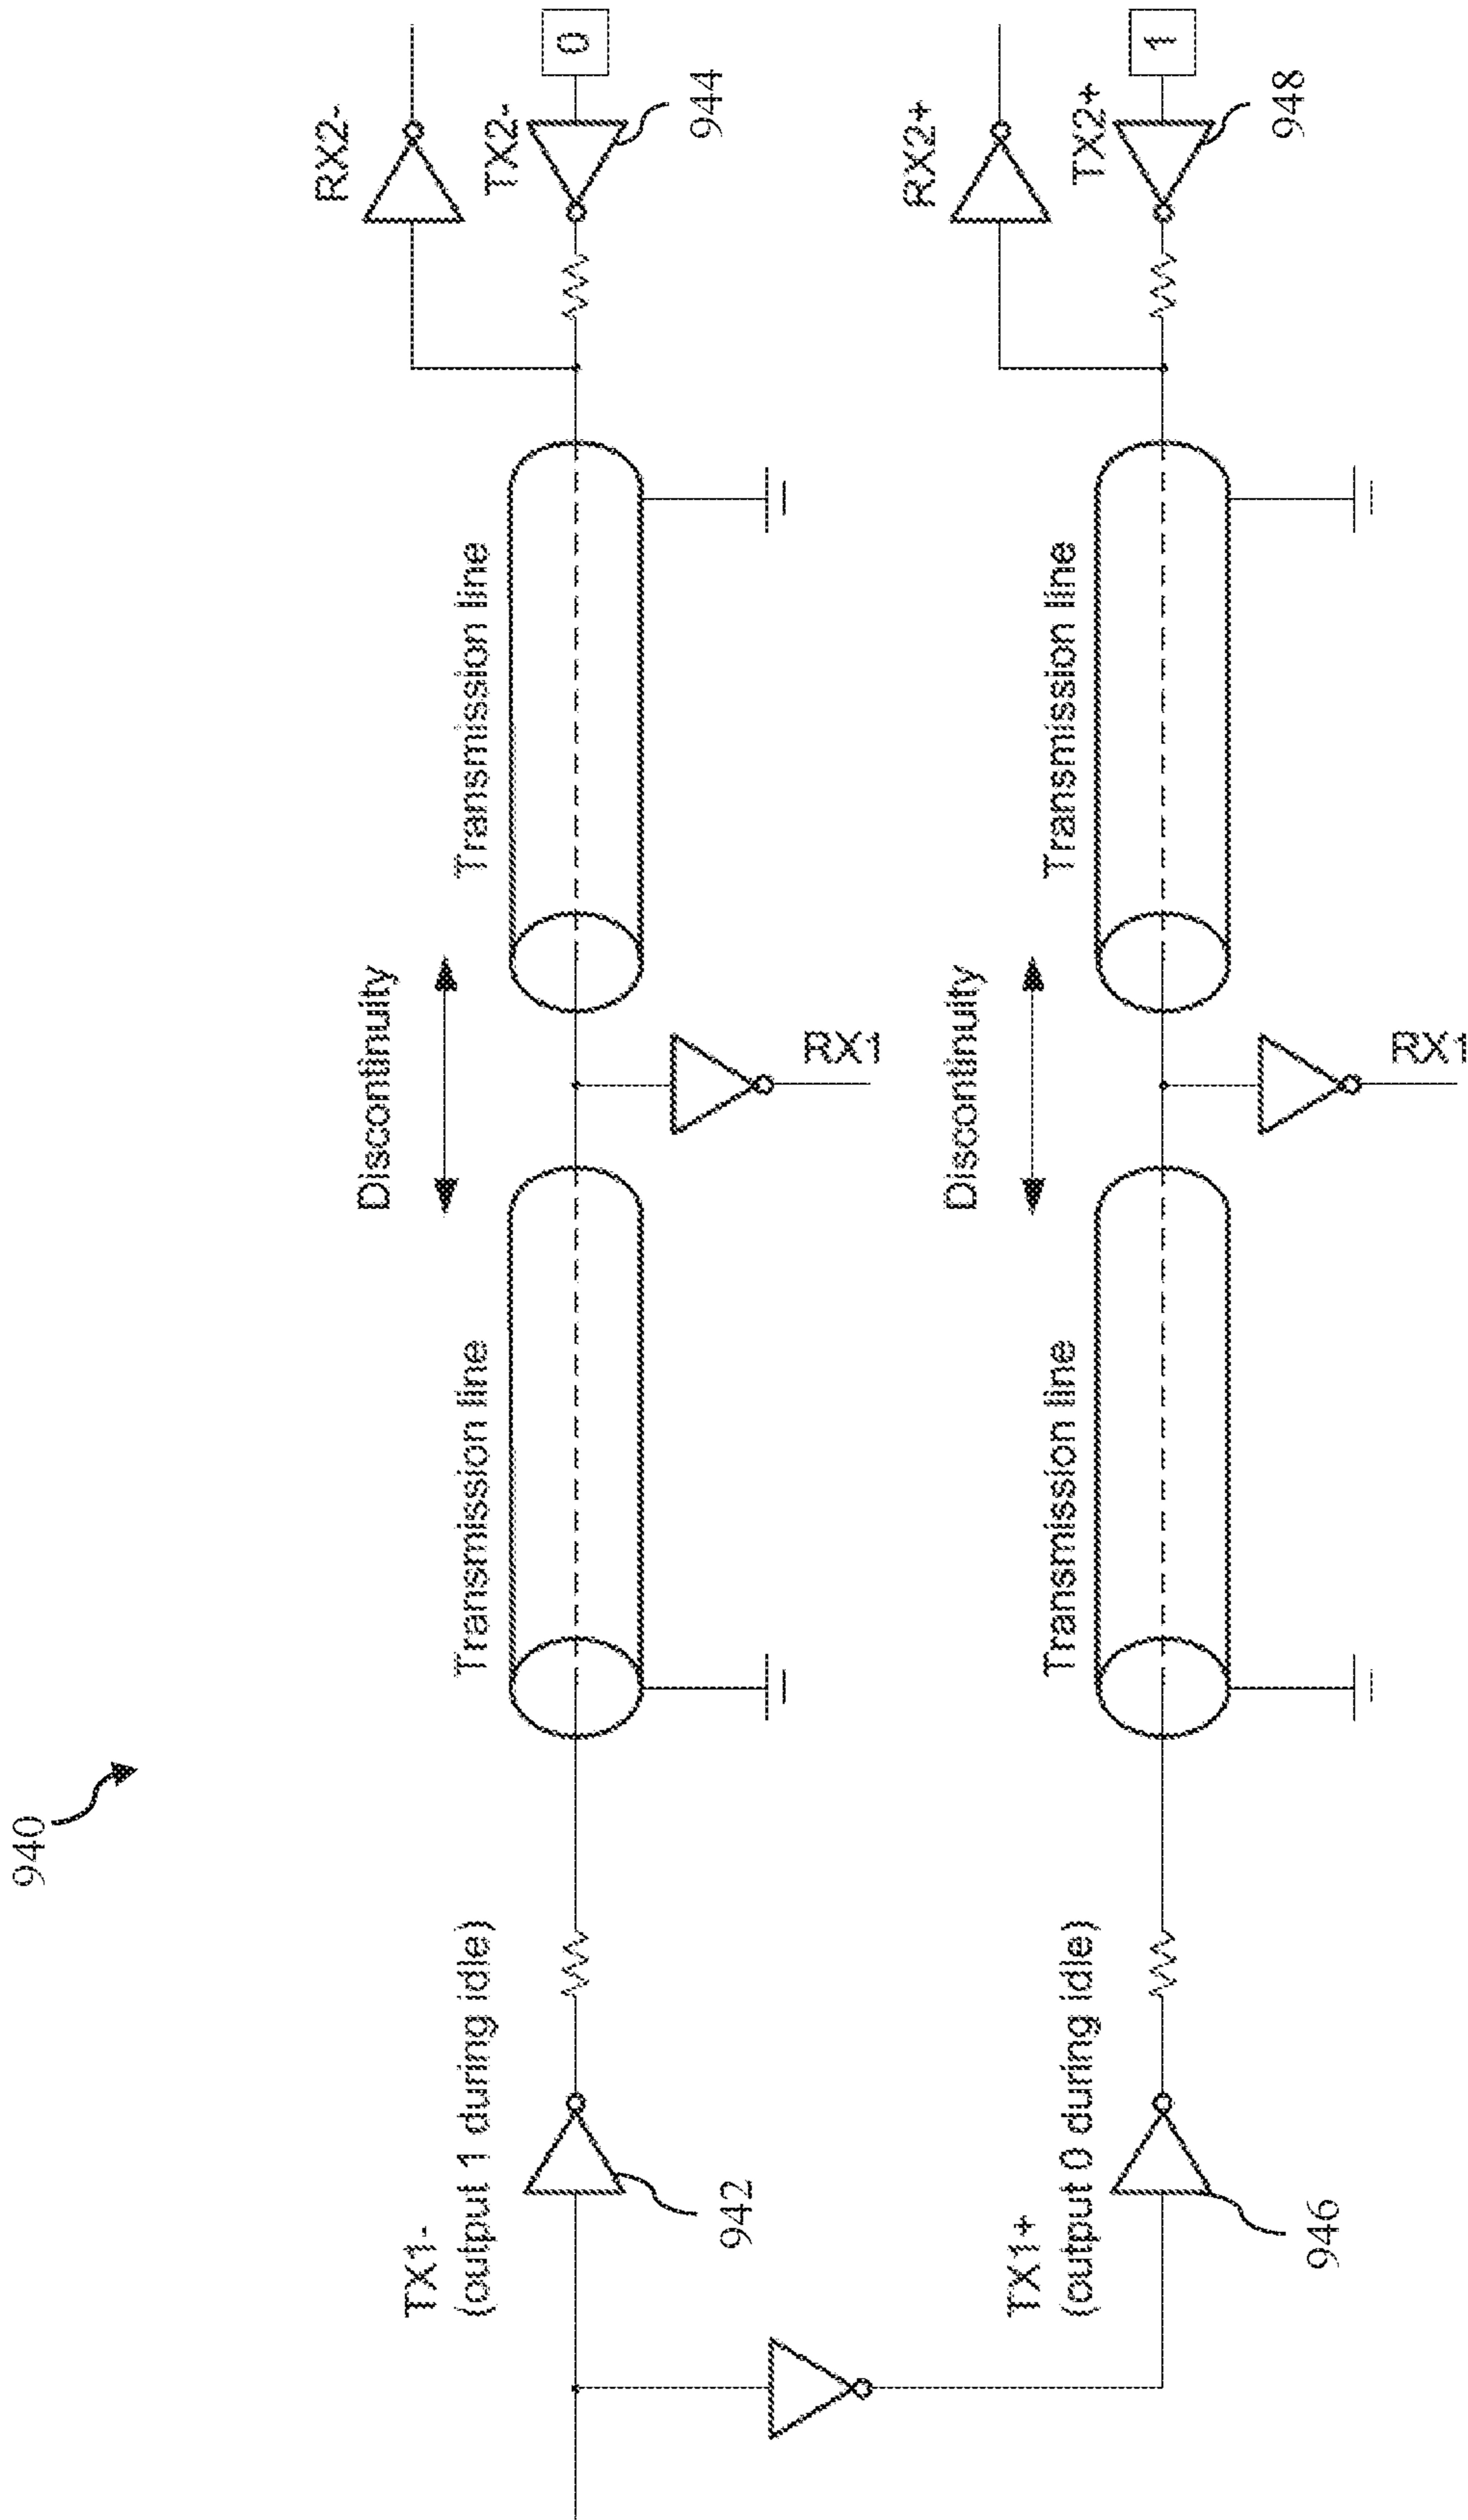 940
TX1-
(output 1 during idle)
942
Transmission line
Discontinuity
RX1
Transmission line
RX2-
TX2-
0
944
TX1+
(output 0 during idle)
946
Transmission line
Discontinuity
RX1
Transmission line
RX2+
TX2+
1
948